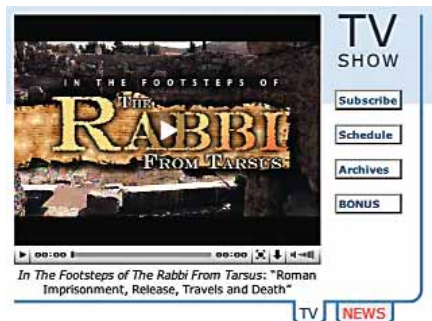 IN THE FOOTSTEPS OF
THE
RABBI
FROM TARSUS
TV
SHOW
Subscribe
Schedule
Archives
BONUS
00:00
00:00
In The Footsteps of The Rabbi From Tarsus: "Roman
Imprisonment, Release, Travels and Death"
TV
NEWS